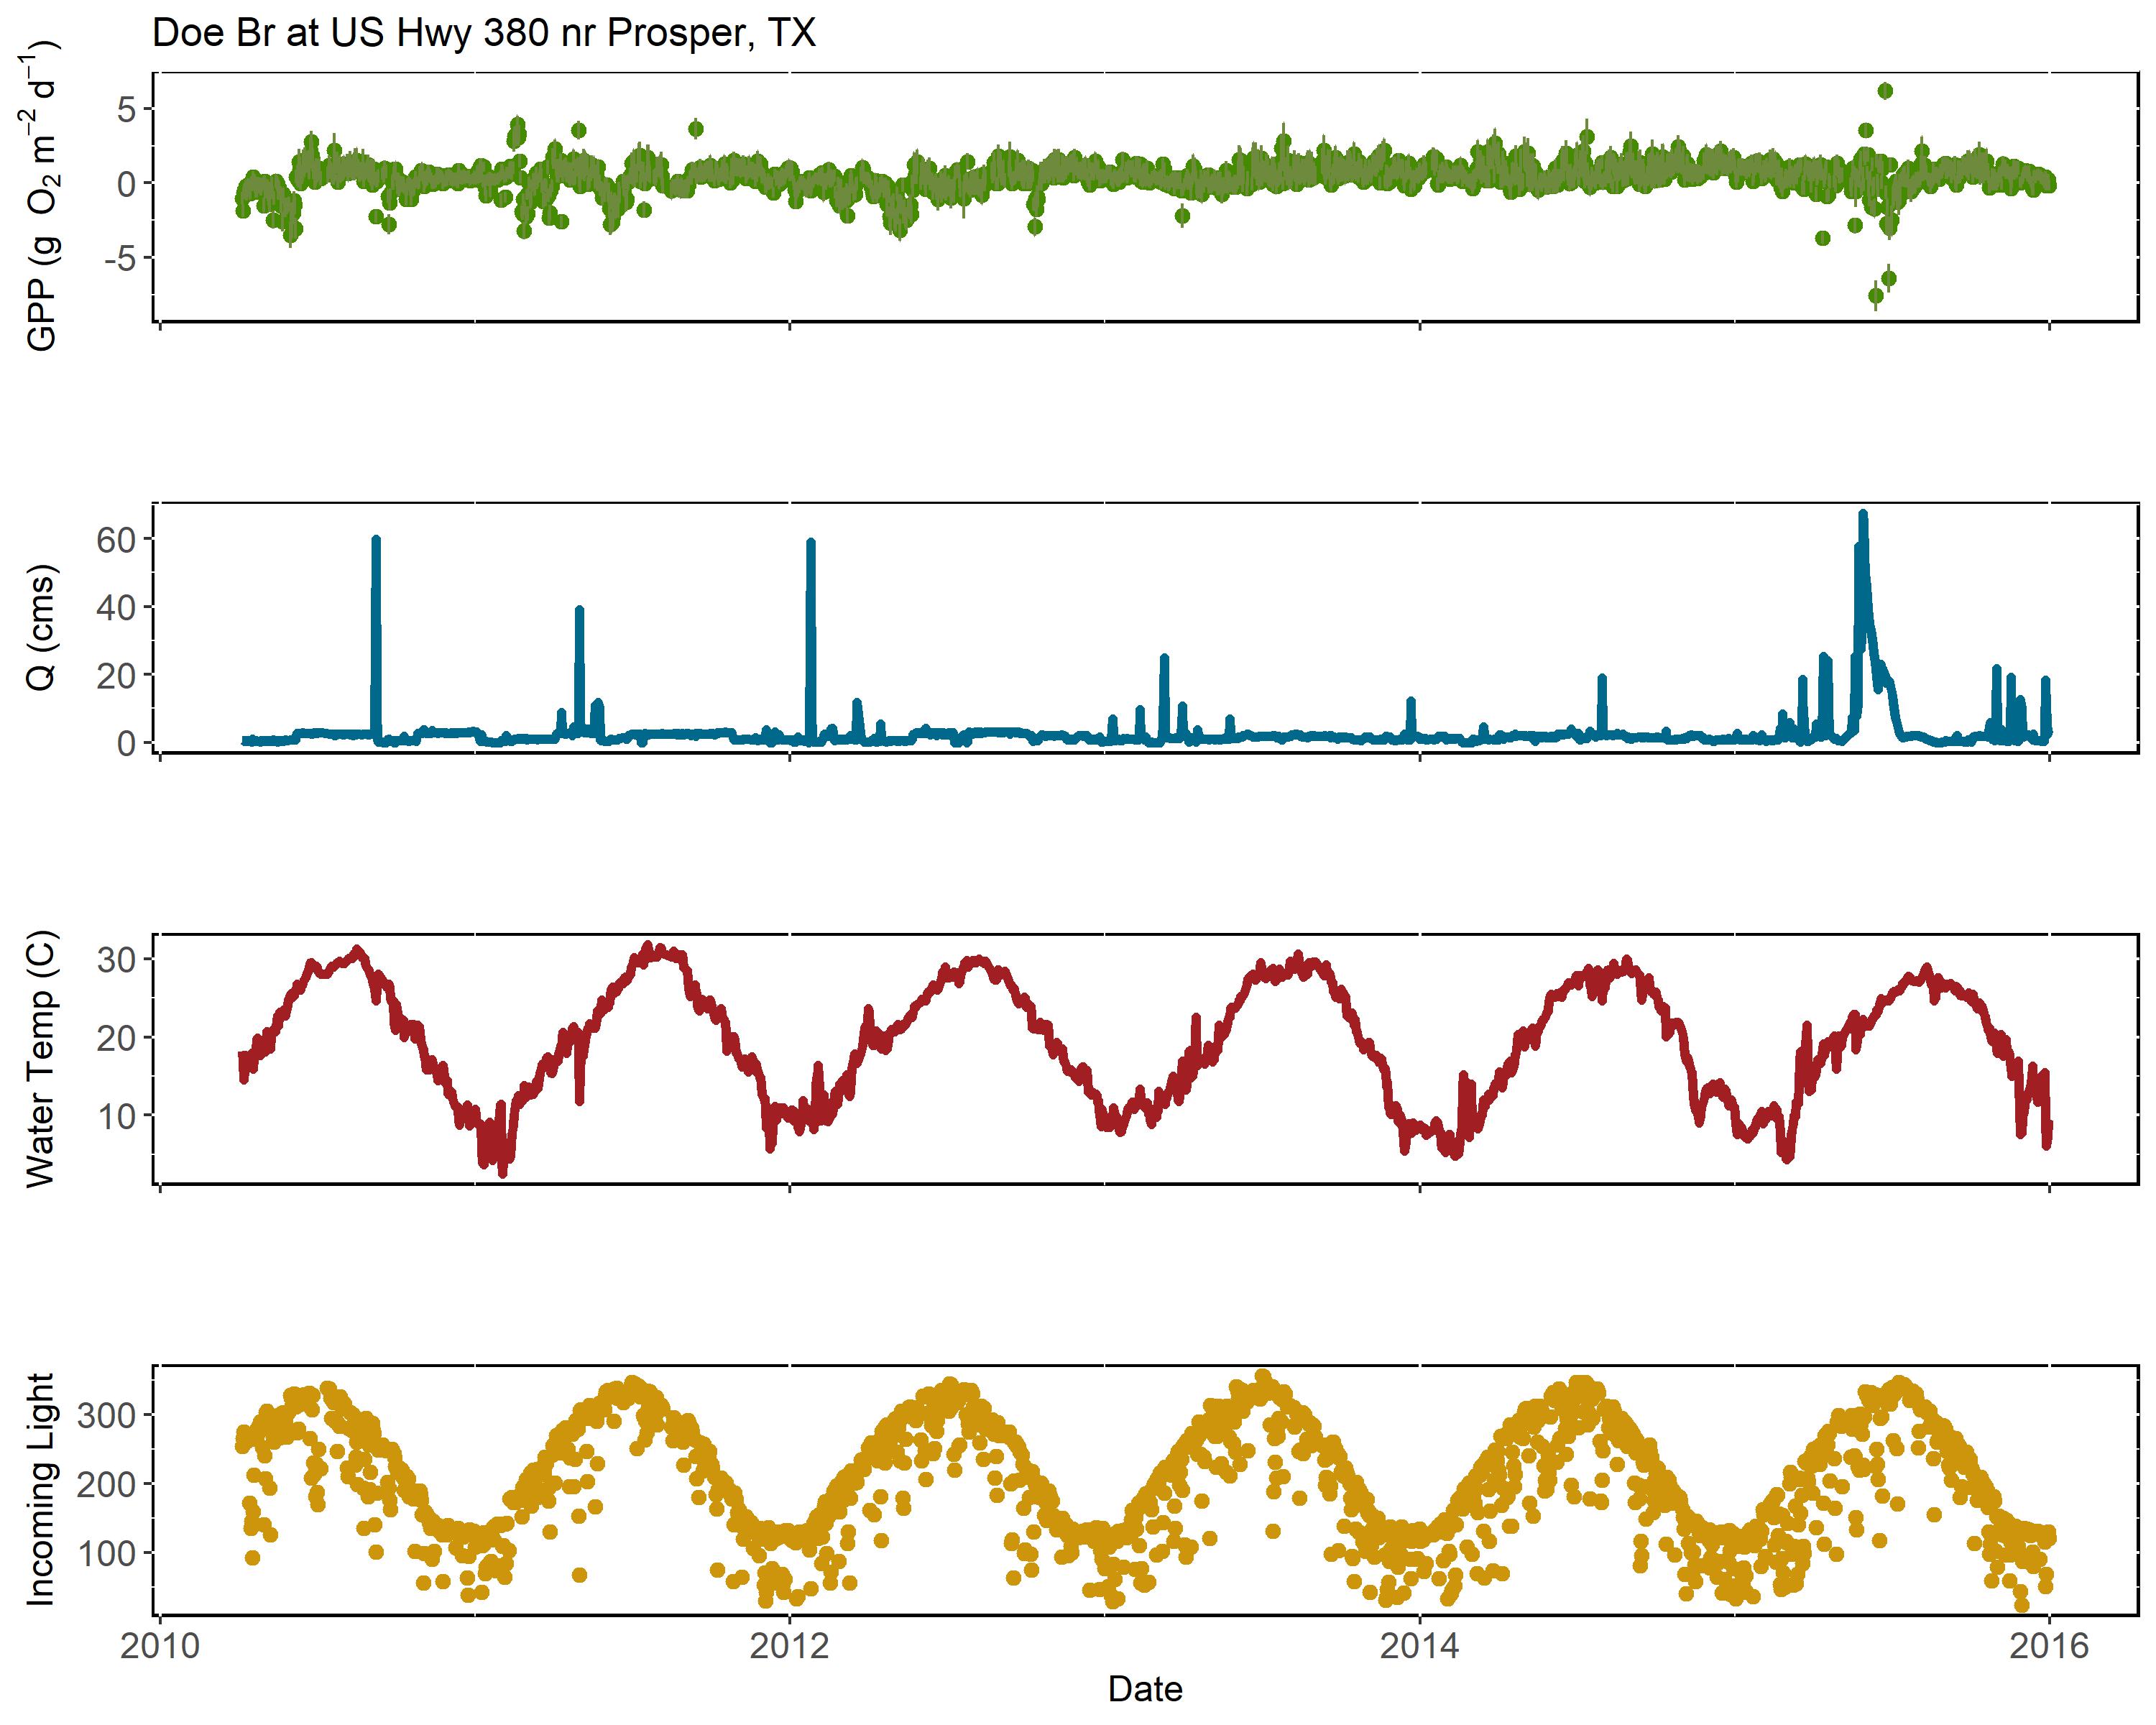 Doe Br at US Hwy 380 nr Prosper, TX
GPP (g O₂ m⁻² d⁻¹)
5
0
-5
Q (cms)
60
40
20
0
Water Temp (C)
30
20
10
Incoming Light
300
200
100
2010 2012 2014 2016
Date